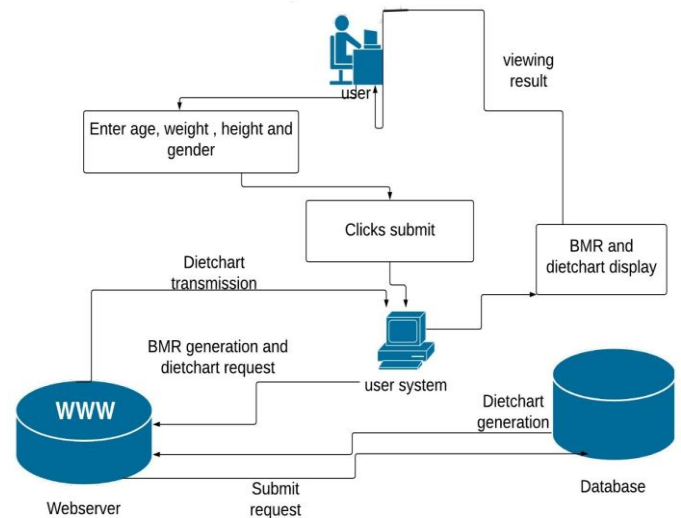 user
viewing
result
Enter age, weight , height and
gender
Clicks submit
BMR and
dietchart display
Dietchart
transmission
BMR generation and
dietchart request
user system
WWW
Dietchart
generation
Webserver
Submit
request
Database